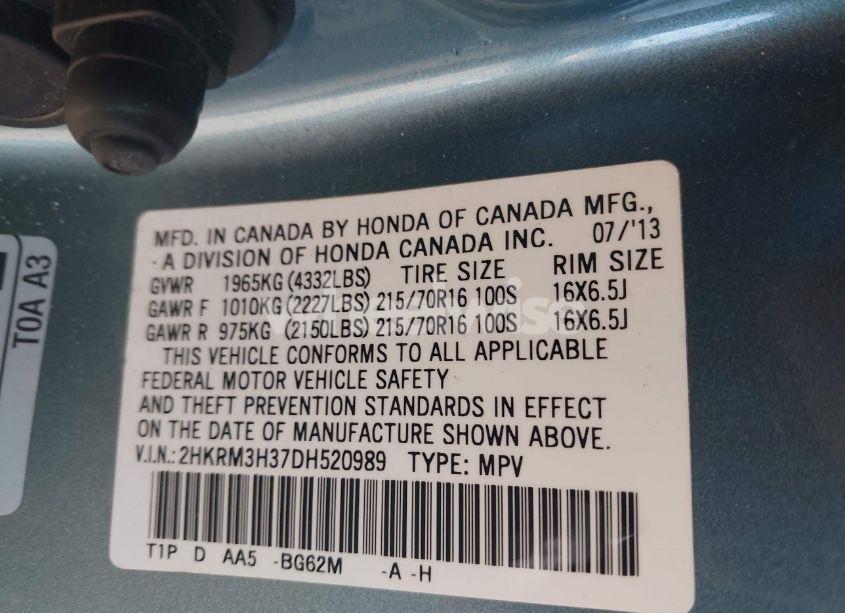 MFD. IN CANADA BY HONDA OF CANADA MFG.,
-A DIVISION OF HONDA CANADA INC. 07/'13
GVWR 1965KG (4332LBS) TIRE SIZE RIM SIZE
GAWR F 1010KG (2227LBS) 215/70R16 100S 16X6.5J
GAWR R 975KG (2150LBS) 215/70R16 100S 16X6.5J
THIS VEHICLE CONFORMS TO ALL APPLICABLE
FEDERAL MOTOR VEHICLE SAFETY
AND THEFT PREVENTION STANDARDS IN EFFECT
ON THE DATE OF MANUFACTURE SHOWN ABOVE.
V.I.N.: 2HKRM3H37DH520989 TYPE: MPV
T1P D AA5 -BG62M -A -H
T0A A3